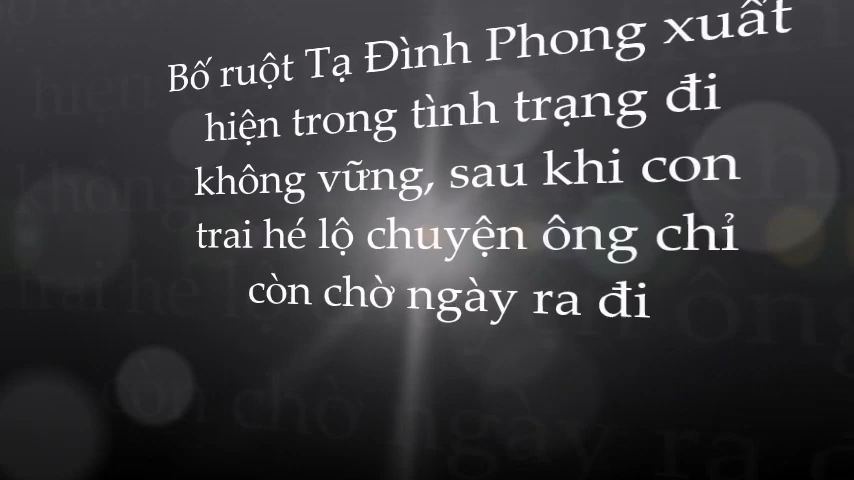 Bố ruột Tạ Đình Phong xuất
hiện trong tình trạng đi
không vững, sau khi con
trai hé lộ chuyện ông chỉ
còn chờ ngày ra đi